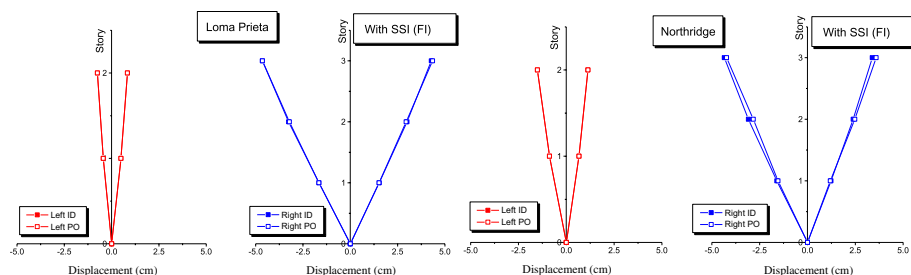 Story
Loma Prieta
With SSI (FI)
2
1
0
Left ID
Left PO
-5.0
-2.5
0.0
2.5
5.0
Displacement (cm)
Story
3
2
1
0
Right ID
Right PO
-5.0
-2.5
0.0
2.5
5.0
Displacement (cm)
Story
Northridge
With SSI (FI)
2
1
0
Left ID
Left PO
-5.0
-2.5
0.0
2.5
5.0
Displacement (cm)
Story
3
2
1
0
Right ID
Right PO
-5.0
-2.5
0.0
2.5
5.0
Displacement (cm)